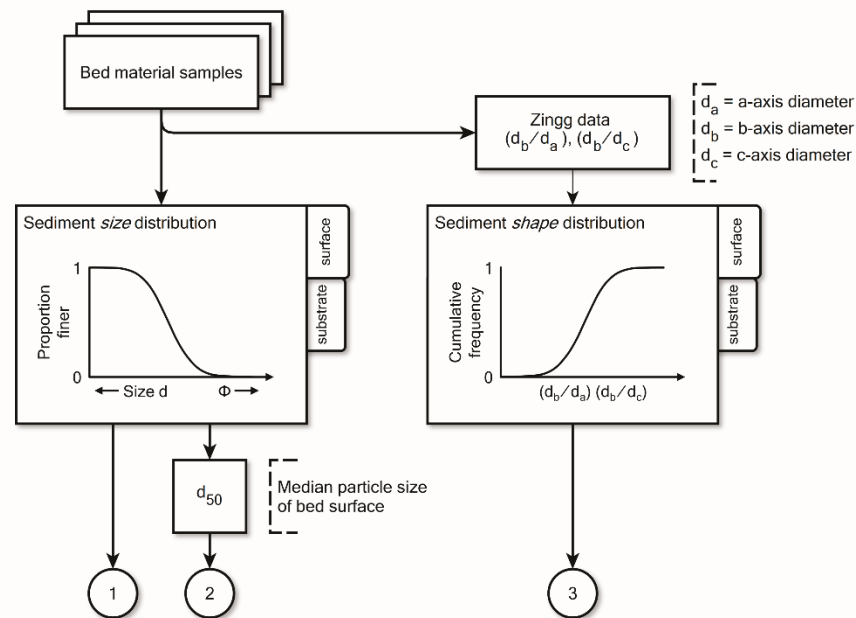 Bed material samples
Zingg data
(d_b/d_a), (d_b/d_c)
d_a = a-axis diameter
d_b = b-axis diameter
d_c = c-axis diameter
Sediment size distribution
surface
substrate
Proportion
finer
1
0
← Size d
Φ →
Sediment shape distribution
surface
substrate
Cumulative
frequency
1
0
(d_b/d_a) (d_b/d_c)
d_50
Median particle size
of bed surface
1
2
3